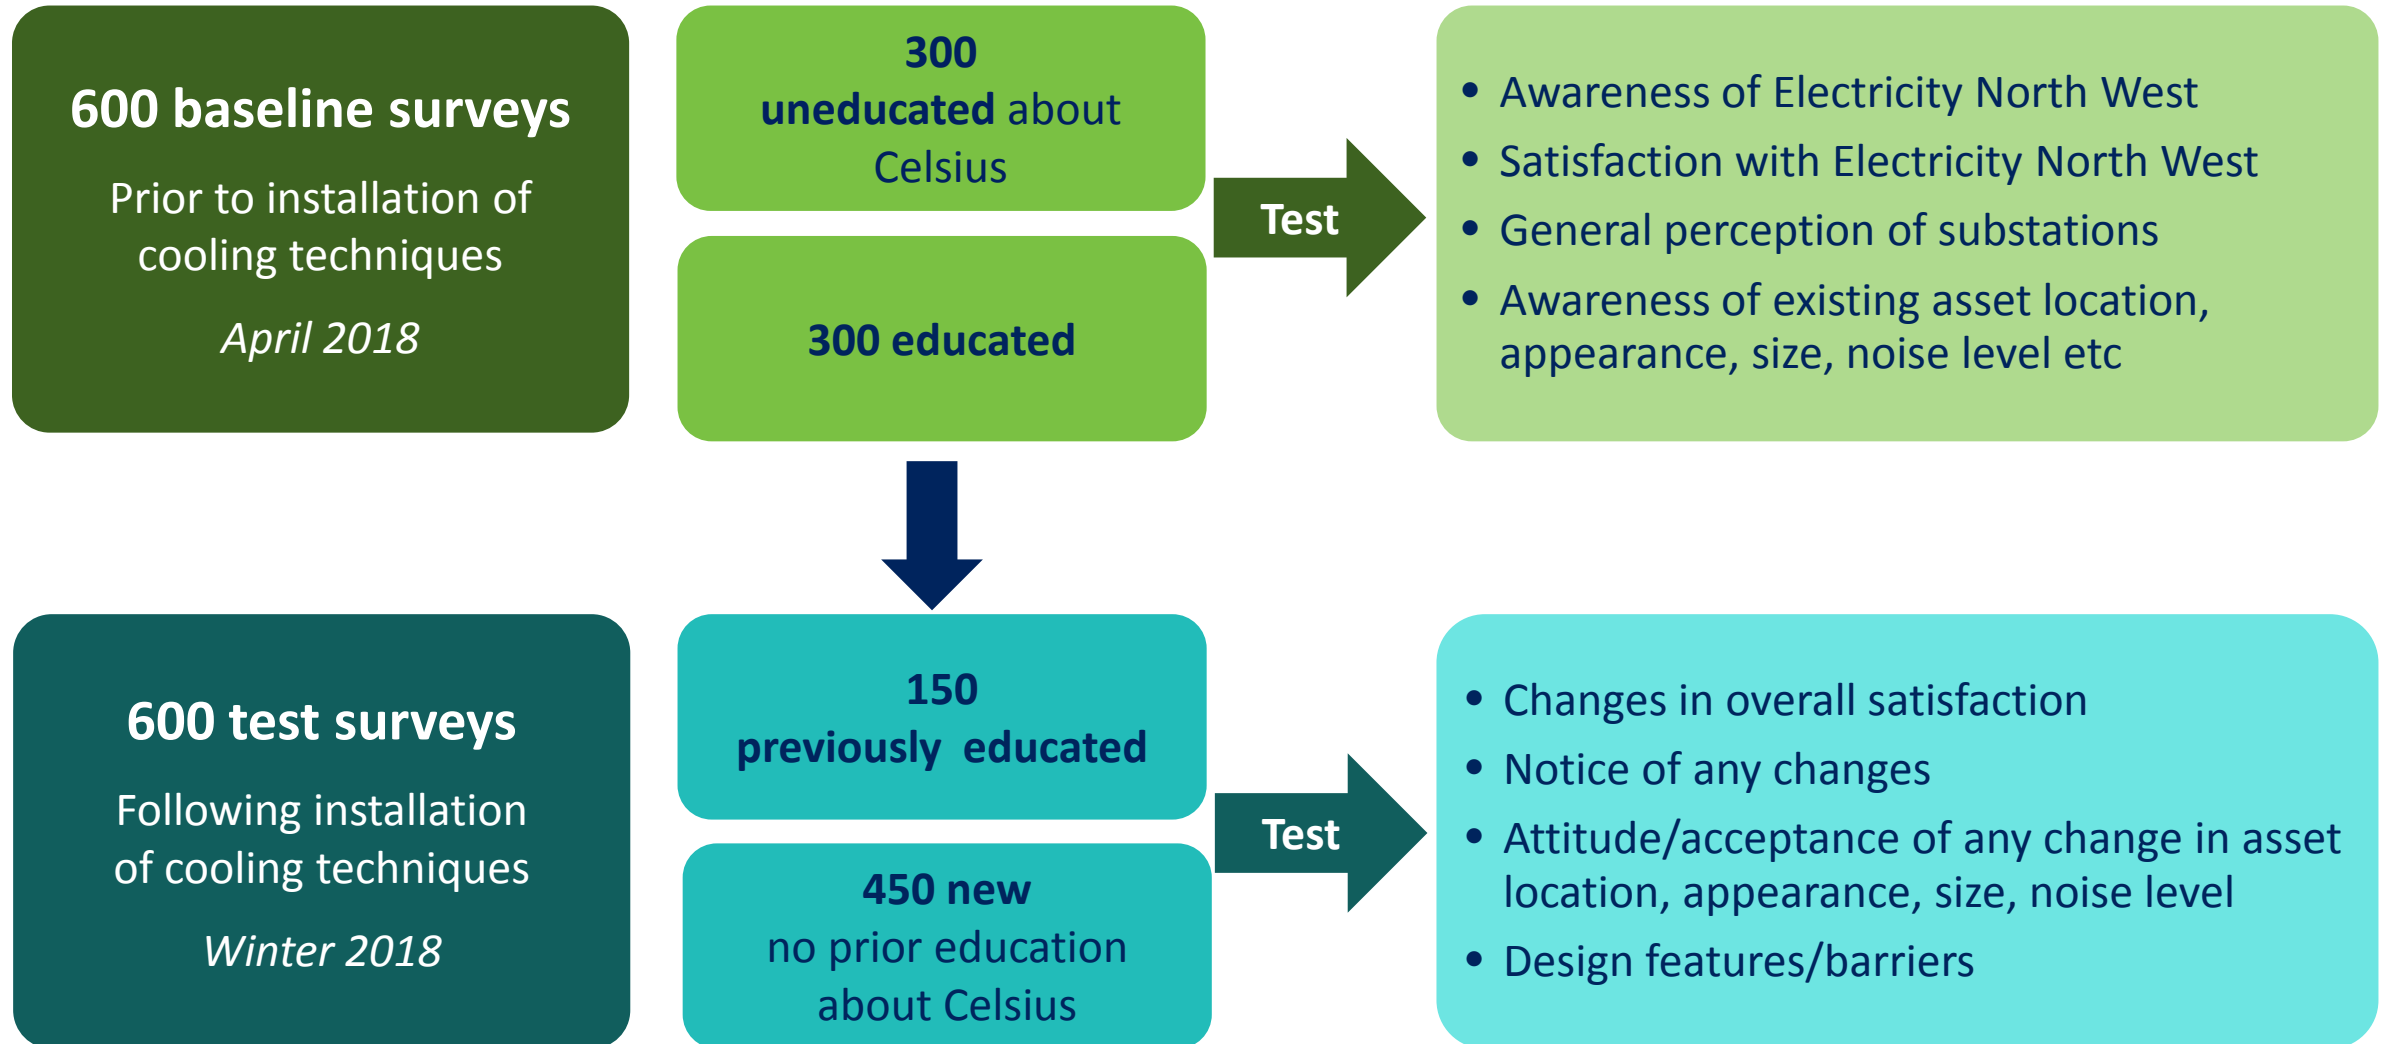 600 baseline surveys
Prior to installation of
cooling techniques
April 2018
300
uneducated about
Celsius
300 educated
Test
• Awareness of Electricity North West
• Satisfaction with Electricity North West
• General perception of substations
• Awareness of existing asset location,
appearance, size, noise level etc
600 test surveys
Following installation
of cooling techniques
Winter 2018
150
previously  educated
450 new
no prior education
about Celsius
Test
• Changes in overall satisfaction
• Notice of any changes
• Attitude/acceptance of any change in asset
location, appearance, size, noise level
• Design features/barriers